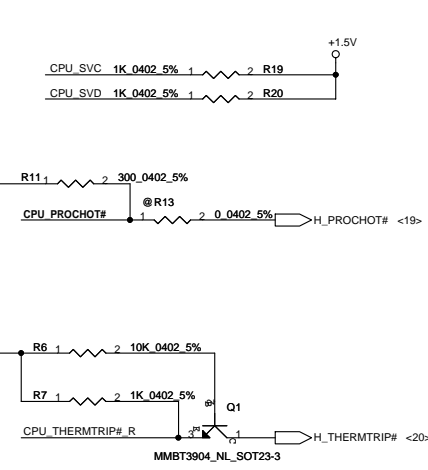 +1.5V
CPU_SVC 1K_0402_5% 1 2 R19
CPU_SVD 1K_0402_5% 1 2 R20
R11 1 2 300_0402_5%
@ R13
CPU_PROCHOT# 1 2 0_0402_5% H_PROCHOT# <19>
R6 1 2 10K_0402_5%
R7 1 2 1K_0402_5%
B
2
Q1
CPU_THERMTRIP#_R 3 E C 1 H_THERMTRIP# <20>
MMBT3904_NL_SOT23-3